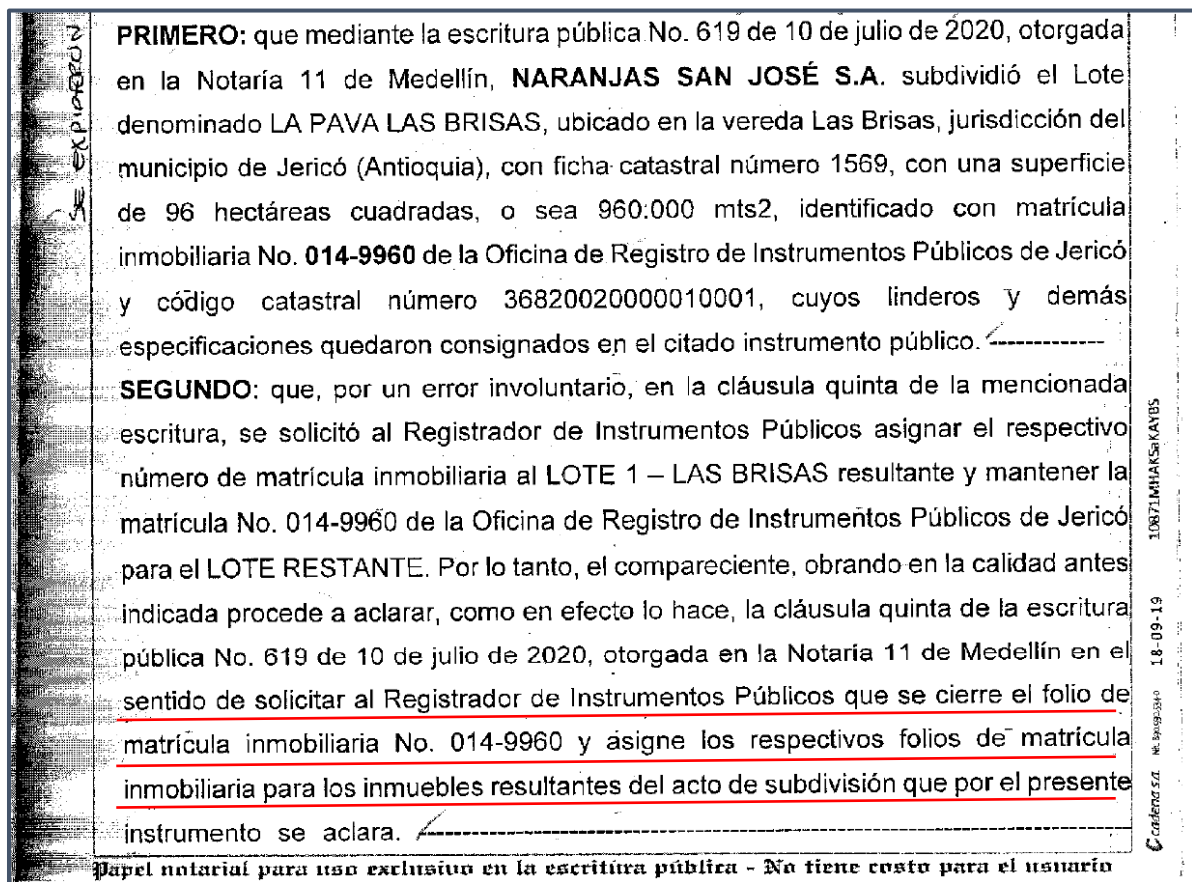 SE EXPIDIERON
PRIMERO: que mediante la escritura pública No. 619 de 10 de julio de 2020, otorgada
en la Notaría 11 de Medellín, NARANJAS SAN JOSÉ S.A. subdividió el Lote
denominado LA PAVA LAS BRISAS, ubicado en la vereda Las Brisas, jurisdicción del
municipio de Jericó (Antioquia), con ficha catastral número 1569, con una superficie
de 96 hectáreas cuadradas, o sea 960.000 mts2, identificado con matrícula
inmobiliaria No. 014-9960 de la Oficina de Registro de Instrumentos Públicos de Jericó
y código catastral número 36820020000010001, cuyos linderos y demás
especificaciones quedaron consignados en el citado instrumento público.
SEGUNDO: que, por un error involuntario, en la cláusula quinta de la mencionada
escritura, se solicitó al Registrador de Instrumentos Públicos asignar el respectivo
número de matrícula inmobiliaria al LOTE 1 – LAS BRISAS resultante y mantener la
matrícula No. 014-9960 de la Oficina de Registro de Instrumentos Públicos de Jericó
para el LOTE RESTANTE. Por lo tanto, el compareciente, obrando en la calidad antes
indicada procede a aclarar, como en efecto lo hace, la cláusula quinta de la escritura
pública No. 619 de 10 de julio de 2020, otorgada en la Notaría 11 de Medellín en el
sentido de solicitar al Registrador de Instrumentos Públicos que se cierre el folio de
matrícula inmobiliaria No. 014-9960 y asigne los respectivos folios de matrícula
inmobiliaria para los inmuebles resultantes del acto de subdivisión que por el presente
instrumento se aclara.
Papel notarial para uso exclusivo en la escritura pública - No tiene costo para el usuario
10871MHAKSaKAY8S
18-09-19
cadena s.a.